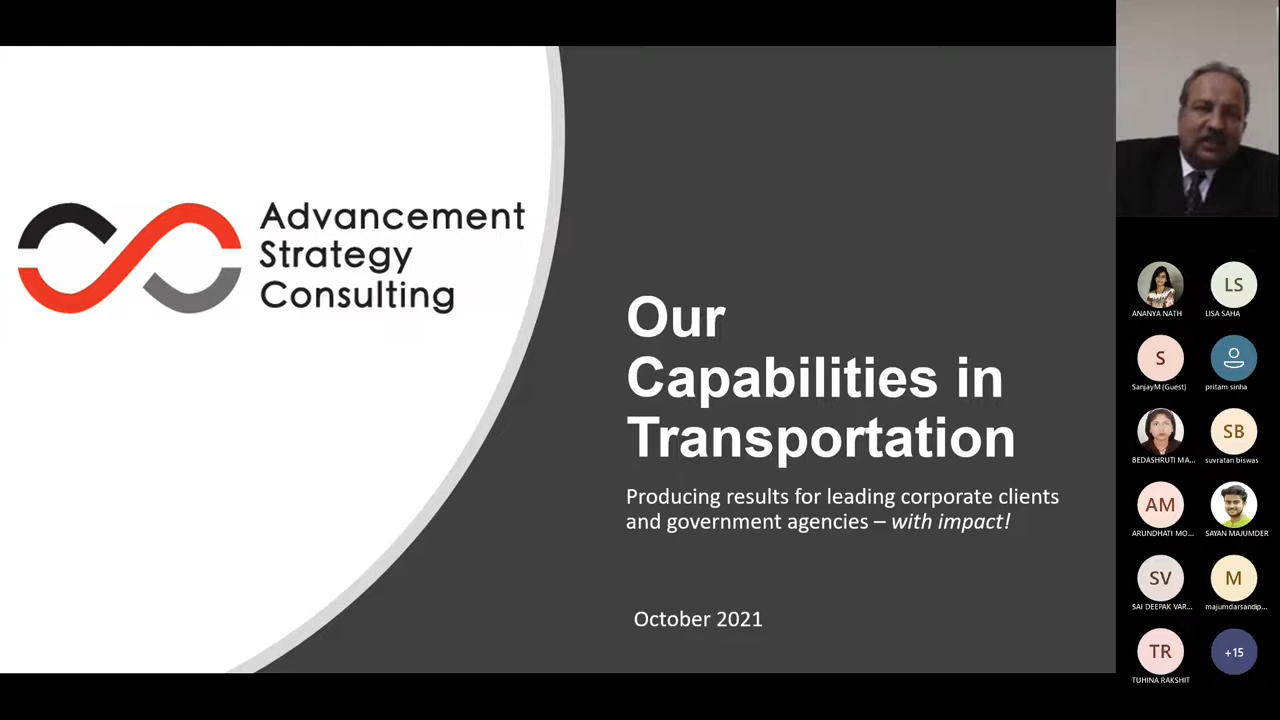 Advancement
Strategy
Consulting
Our
Capabilities in
Transportation
Producing results for leading corporate clients
and government agencies – with impact!
October 2021
ANANYA NATH
LS
LISA SAHA
S
SanjayM (Guest)
pritam sinha
BEDASHRUTI MA...
SB
suvratan biswas
AM
ARUNDHATI MO...
SAYAN MAJUMDER
SV
SAI DEEPAK VAR...
M
majumdarsandip...
TR
TUHINA RAKSHIT
+15